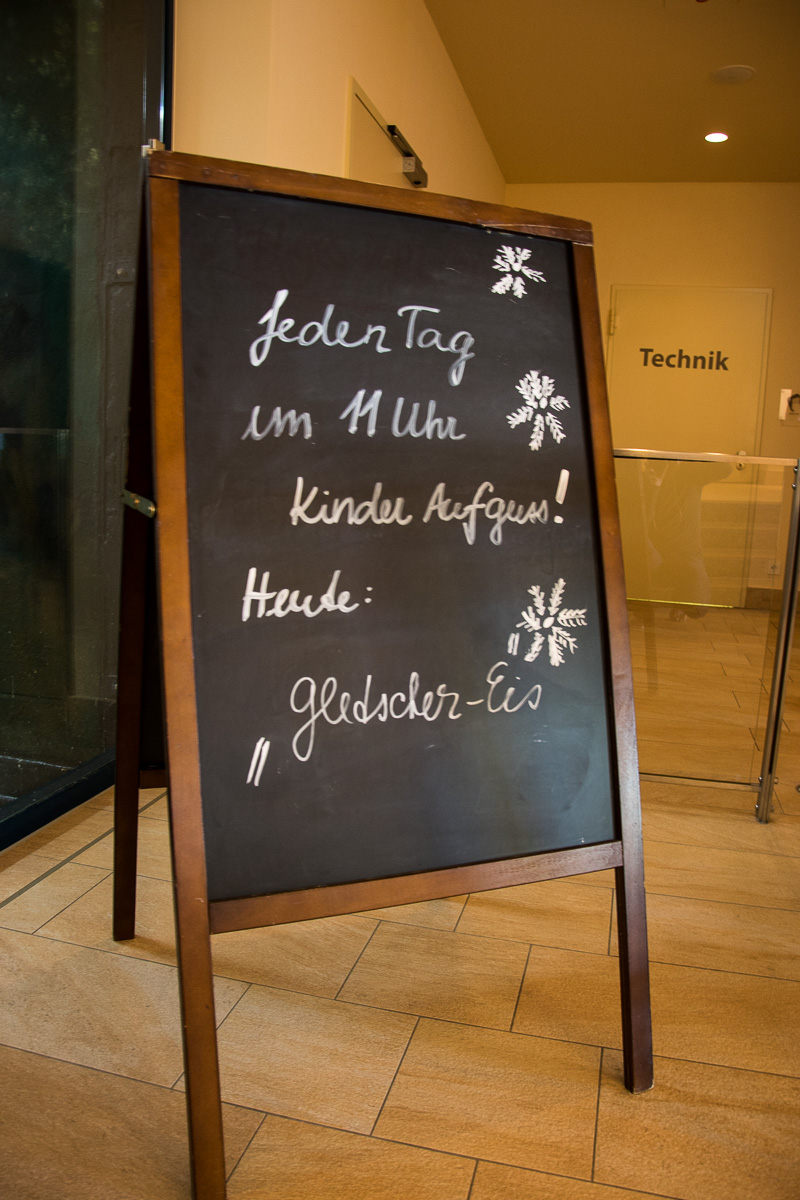 Jeden Tag
um 11 Uhr
Kinder Aufguss!
Heute:
„Gletscher-Eis"
Technik